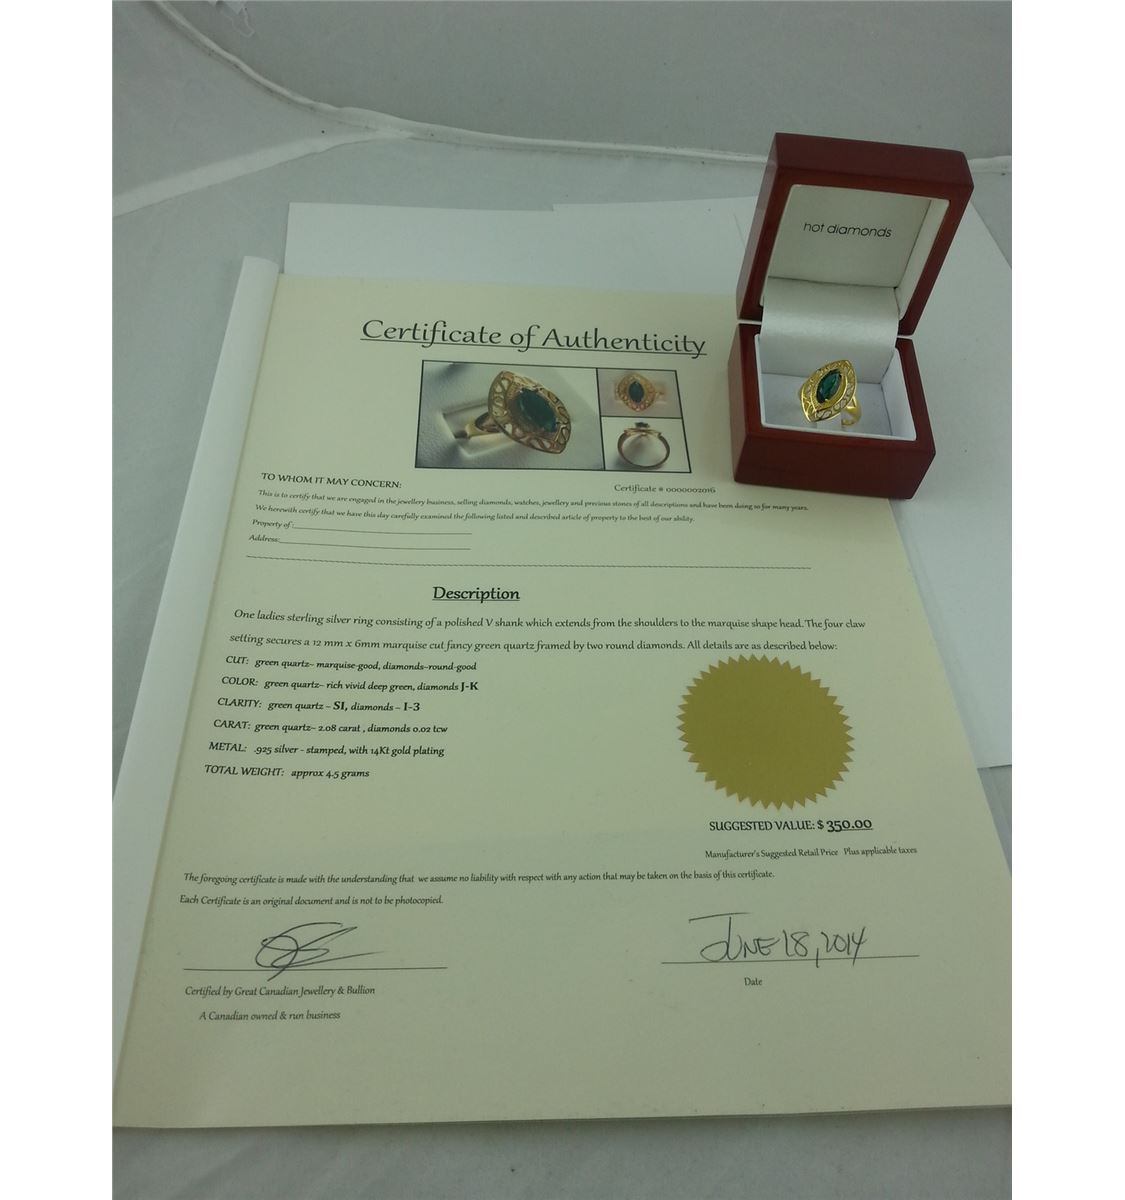 hot diamonds
Certificate of Authenticity
TO WHOM IT MAY CONCERN:
Certificate # 0000002016
This is to certify that we are engaged in the jewellery business, selling diamonds, watches, jewellery and precious stones of all descriptions and have been doing so for many years.
We herewith certify that we have this day carefully examined the following listed and described article of property to the best of our ability.
Property of:
Address:
Description
One ladies sterling silver ring consisting of a polished V shank which extends from the shoulders to the marquise shape head. The four claw
setting secures a 12 mm x 6mm marquise cut fancy green quartz framed by two round diamonds. All details are as described below:
CUT: green quartz~ marquise-good, diamonds~round-good
COLOR: green quartz~ rich vivid deep green, diamonds J-K
CLARITY: green quartz ~ SI, diamonds ~ I-3
CARAT: green quartz~ 2.08 carat , diamonds 0.02 tcw
METAL: .925 silver - stamped, with 14Kt gold plating
TOTAL WEIGHT: approx 4.5 grams
SUGGESTED VALUE: $ 350.00
Manufacturer's Suggested Retail Price Plus applicable taxes
The foregoing certificate is made with the understanding that we assume no liability with respect with any action that may be taken on the basis of this certificate.
Each Certificate is an original document and is not to be photocopied.
JUNE 18, 2014
Date
Certified by Great Canadian Jewellery & Bullion
A Canadian owned & run business